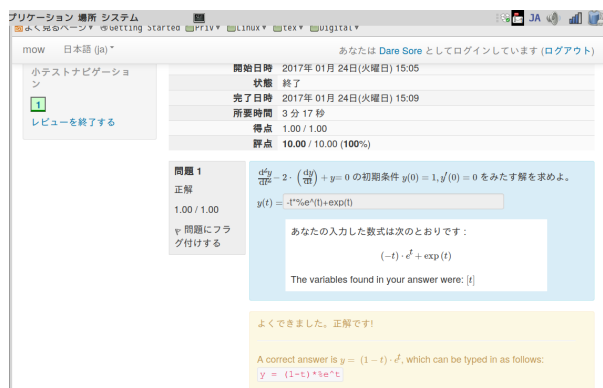 プリケーション 場所 システム
JA
よく見るページ▾ Getting Started Priv▾ Linux▾ tex▾ Digital▾
mow 日本語 (ja)
あなたは Dare Sore としてログインしています (ログアウト)
小テストナビゲーション
1
レビューを終了する
開始日時 2017年 01月 24日(火曜日) 15:05
状態 終了
完了日時 2017年 01月 24日(火曜日) 15:09
所要時間 3 分 17 秒
得点 1.00 / 1.00
評点 10.00 / 10.00 (100%)
問題 1
正解
1.00 / 1.00
問題にフラグ付けする
d²y/dt² − 2 · (dy/dt) + y = 0 の初期条件 y(0) = 1, y′(0) = 0 をみたす解を求めよ。
y(t) = -t*%e^(t)+exp(t)
あなたの入力した数式は次のとおりです :
(−t) · e^t + exp (t)
The variables found in your answer were: [t]
よくできました。正解です!
A correct answer is y = (1 − t) · e^t, which can be typed in as follows:
y = (1-t)*%e^t